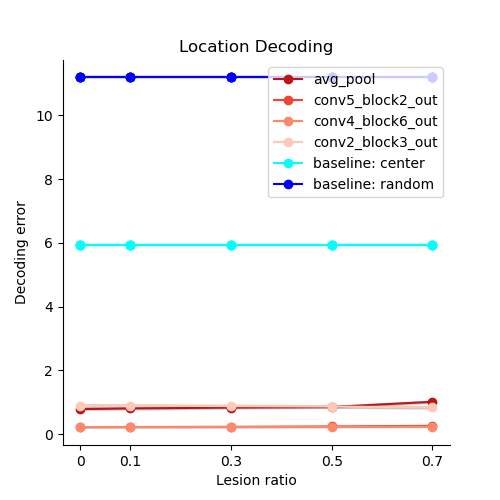 Location Decoding
avg_pool
conv5_block2_out
conv4_block6_out
conv2_block3_out
baseline: center
baseline: random
Decoding error
10
8
6
4
2
0
0 0.1 0.3 0.5 0.7
Lesion ratio